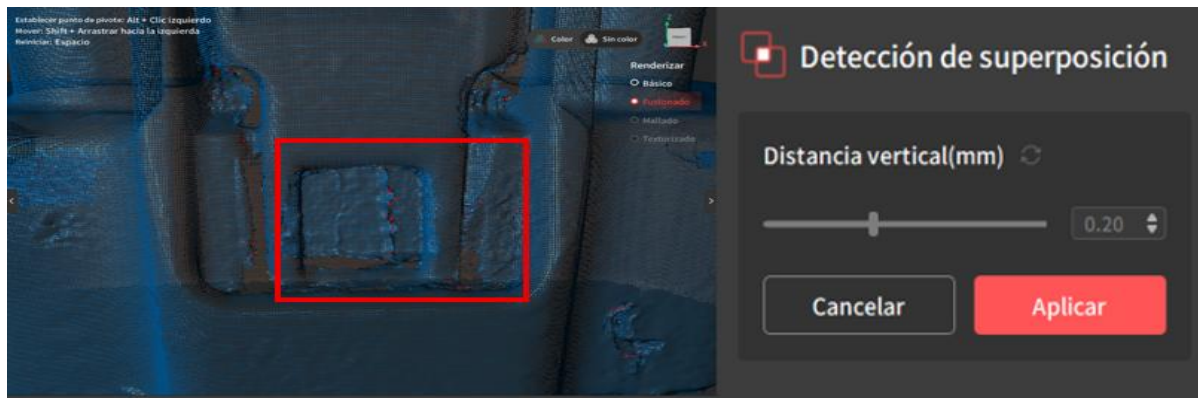 Establecer punto de pivote: Alt + Clic izquierdo
Mover: Shift + Arrastrar hacia la izquierda
Reiniciar: Espacio
Color
Sin color
Z
X
Renderizar
Básico
Fusionado
Mallado
Texturizado
Detección de superposición
Distancia vertical(mm)
0.20
Cancelar
Aplicar